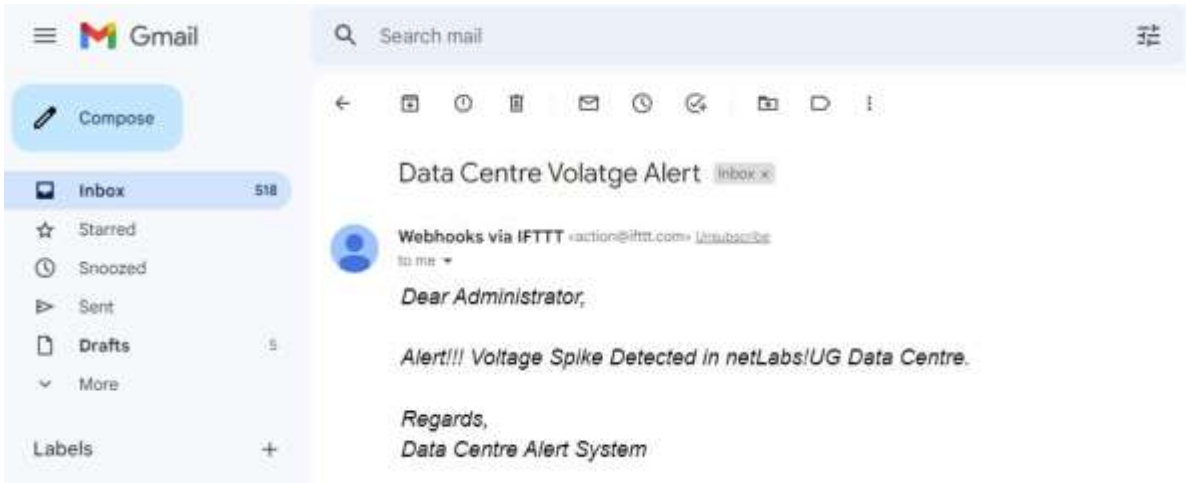 Gmail
Search mail
Compose
Data Centre Volatge Alert Inbox x
Inbox 518
Starred
Webhooks via IFTTT <action@ifttt.com> Unsubscribe
to me
Snoozed
Dear Administrator,
Sent
Drafts 5
Alert!!! Voltage Spike Detected in netLabs!UG Data Centre.
More
Regards,
Labels +
Data Centre Alert System